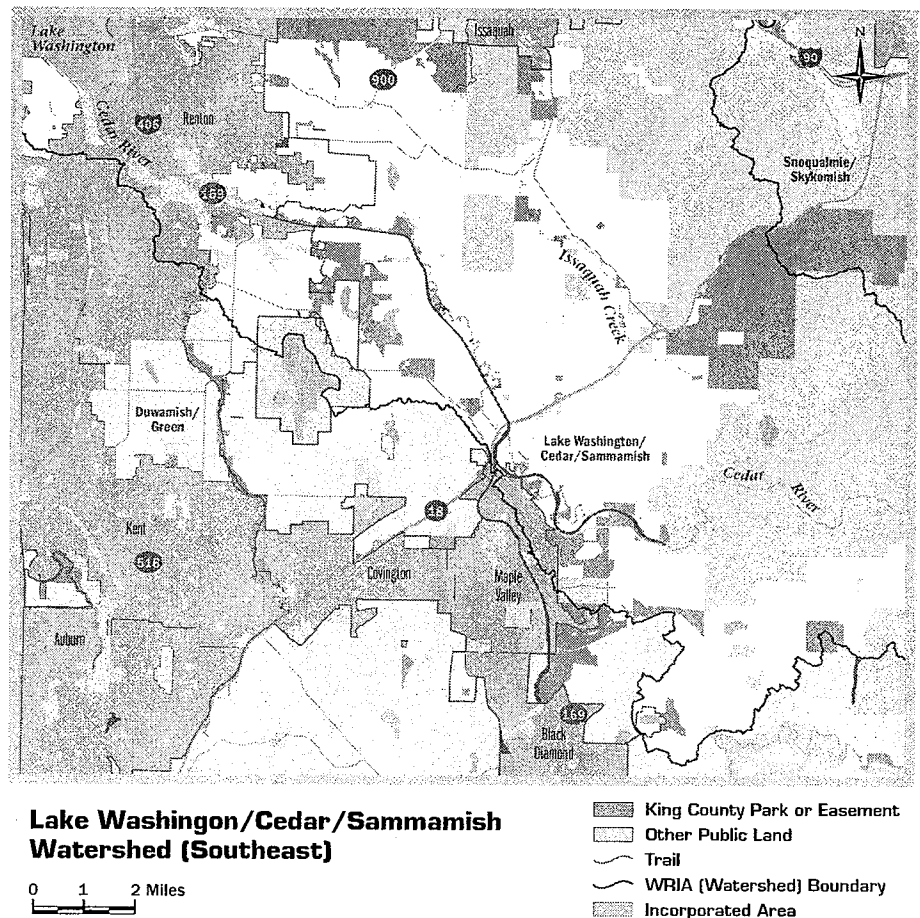 Lake
Washington
Issaquah
N
90
900
405
Renton
Cedar River
Snoqualmie/
Skykomish
169
Issaquah Creek
Duwamish/
Green
Lake Washington/
Cedar/Sammamish
Cedar River
18
Kent
516
Covington
Maple
Valley
Auburn
169
Black
Diamond
Lake Washingon/Cedar/Sammamish
Watershed (Southeast)
0 1 2 Miles
King County Park or Easement
Other Public Land
Trail
WRIA (Watershed) Boundary
Incorporated Area